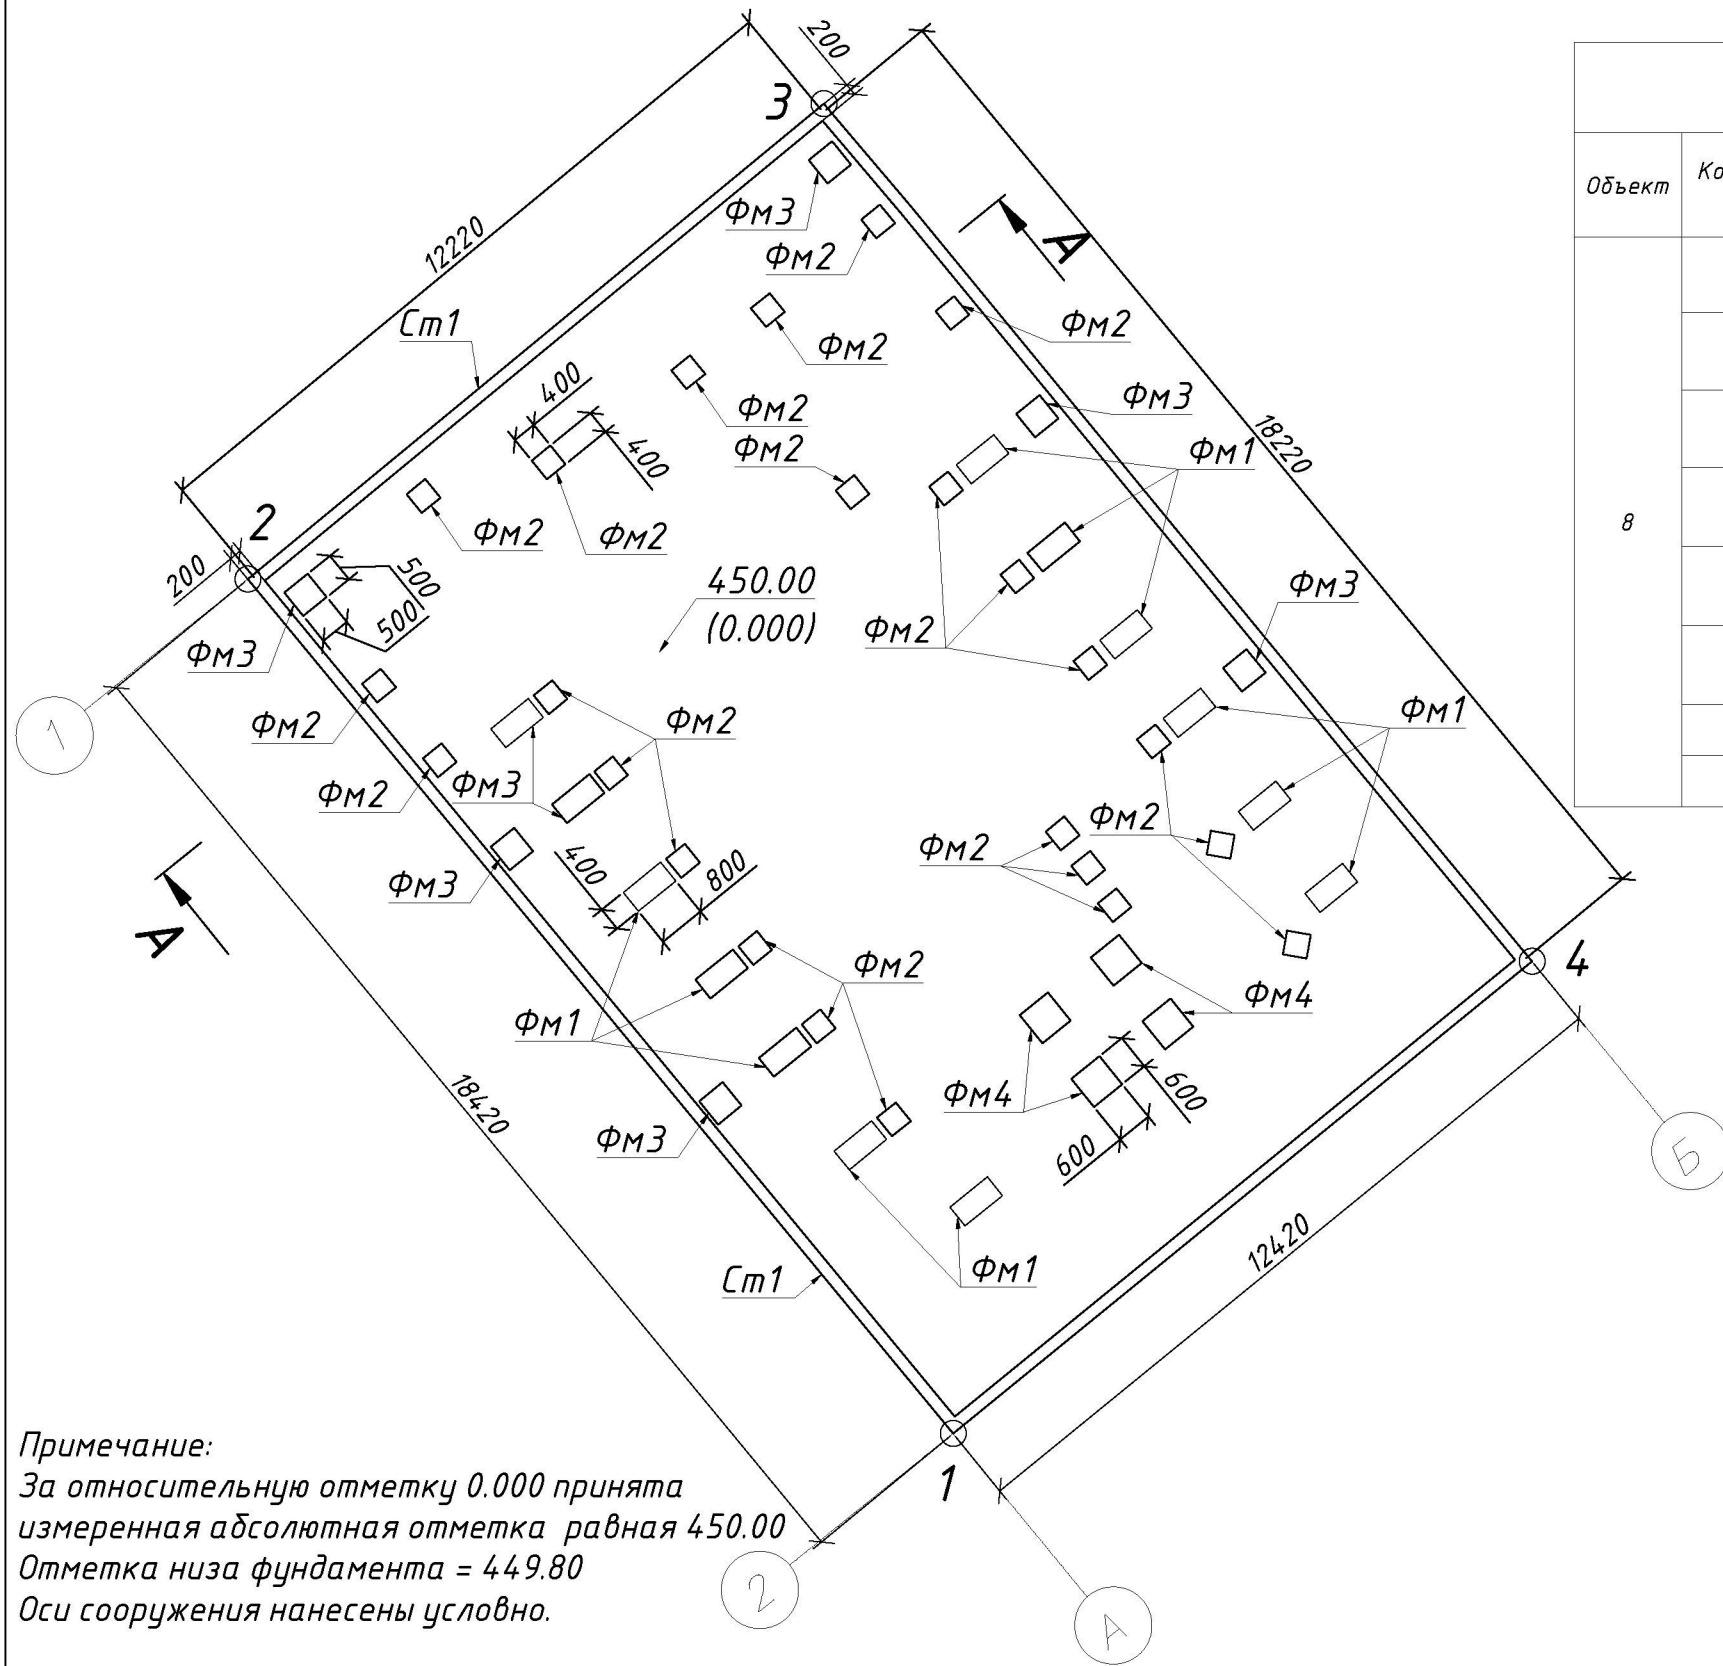 200
3
Фм3
Фм2
А
12220
Фм2
Фм2
Ст1
400
Фм2
Фм3
Фм2
400
Фм1
18220
2
Фм2
Фм2
200
500
500
450.00
(0.000)
Фм3
Фм2
Фм3
1
Фм2
Фм2
Фм1
Фм2
Фм3
Фм2
Фм2
400
800
Фм3
А
Фм2
4
Фм1
Фм4
18420
Фм4
600
600
Фм3
Б
12420
Ст1
Фм1
1
2
А
Объект
8
Примечание:
За относительную отметку 0.000 принята
измеренная абсолютная отметка равная 450.00
Отметка низа фундамента = 449.80
Оси сооружения нанесены условно.